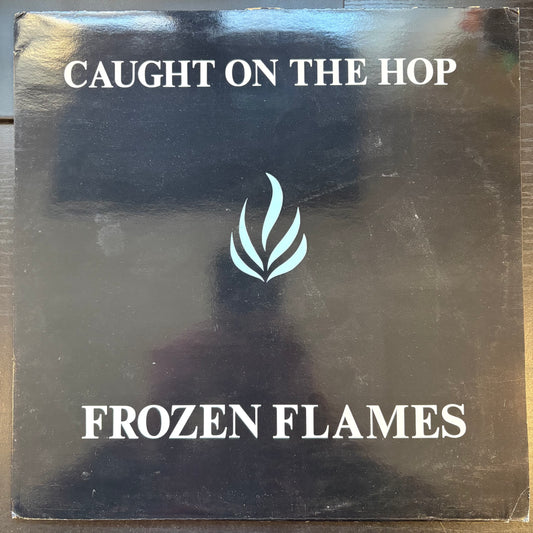 CAUGHT ON THE HOP
FROZEN FLAMES